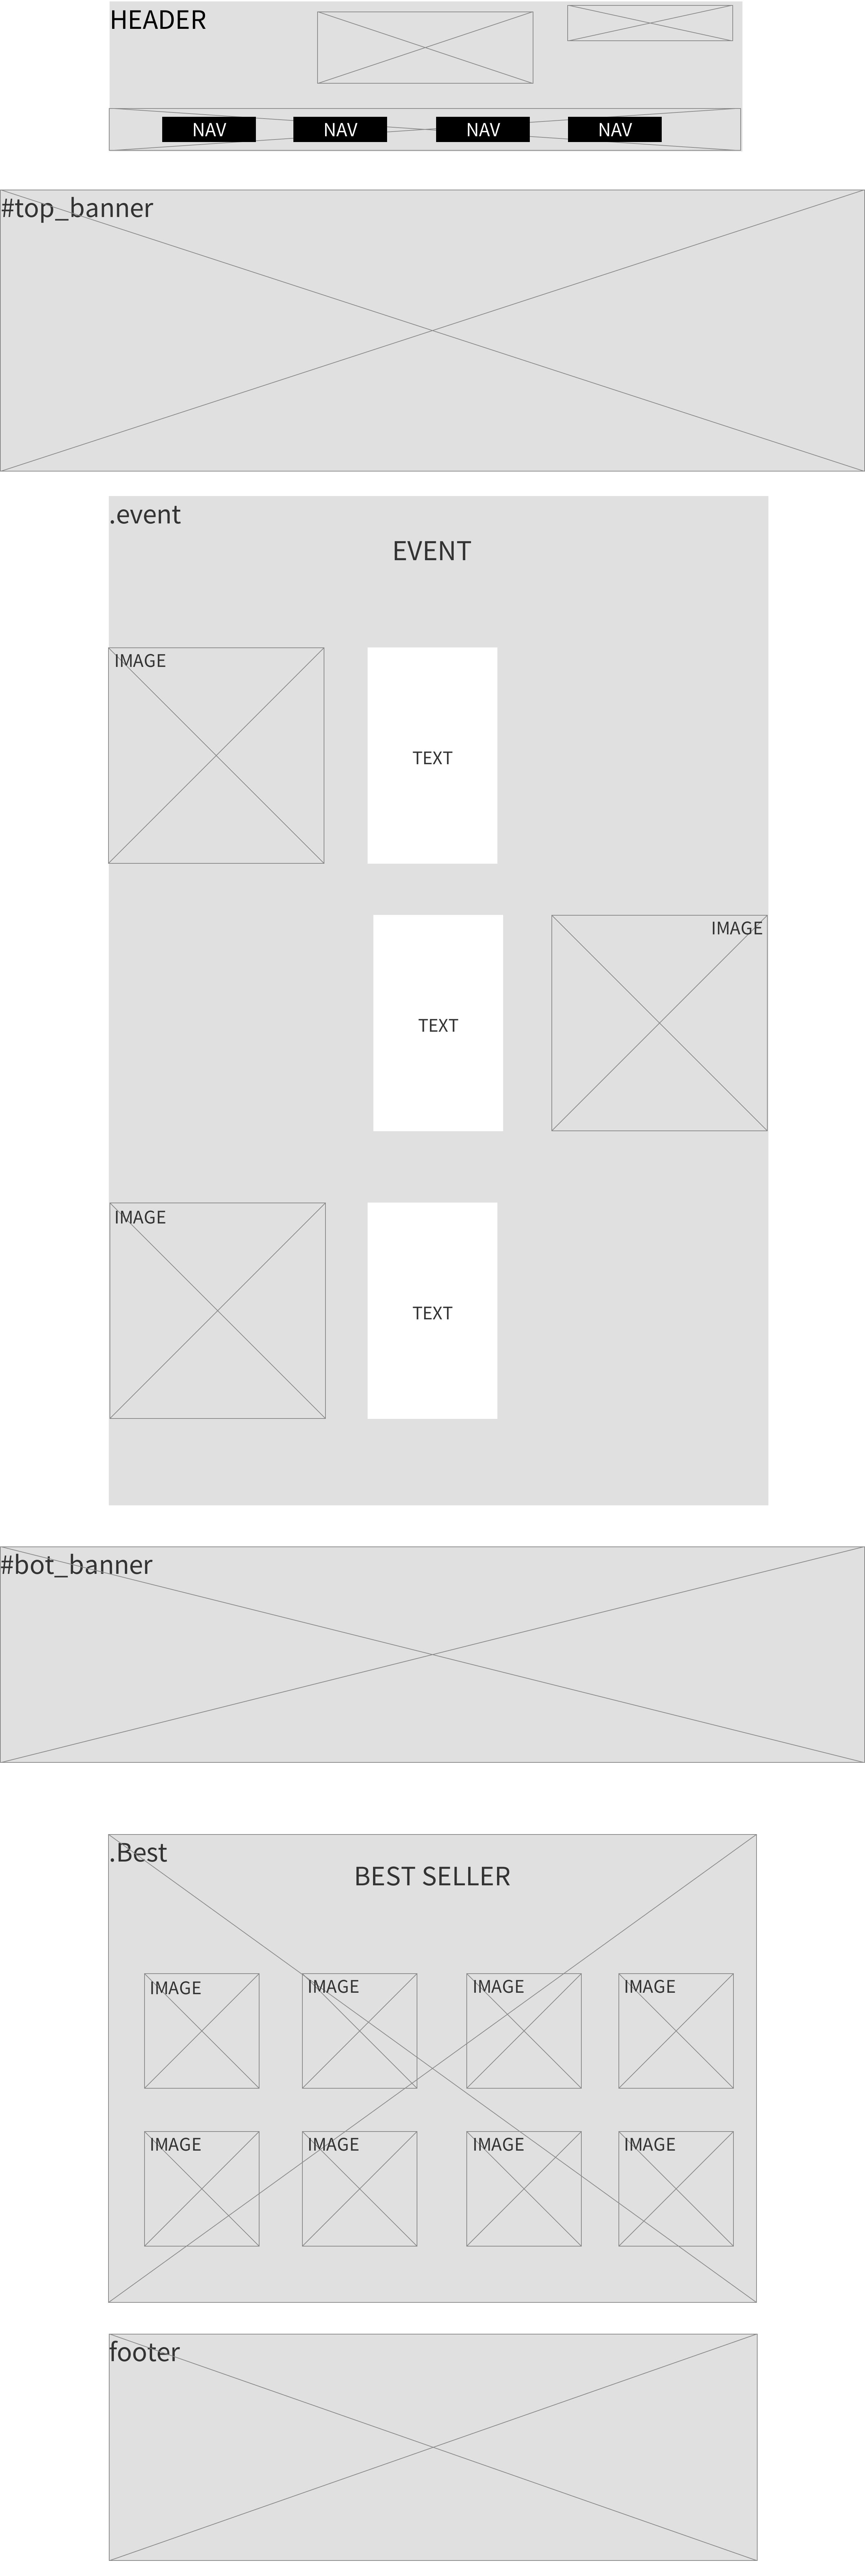 HEADER
NAV NAV NAV NAV
#top_banner
.event
EVENT
IMAGE
TEXT
IMAGE
TEXT
IMAGE
TEXT
#bot_banner
.Best
BEST SELLER
IMAGE IMAGE IMAGE IMAGE
IMAGE IMAGE IMAGE IMAGE
footer